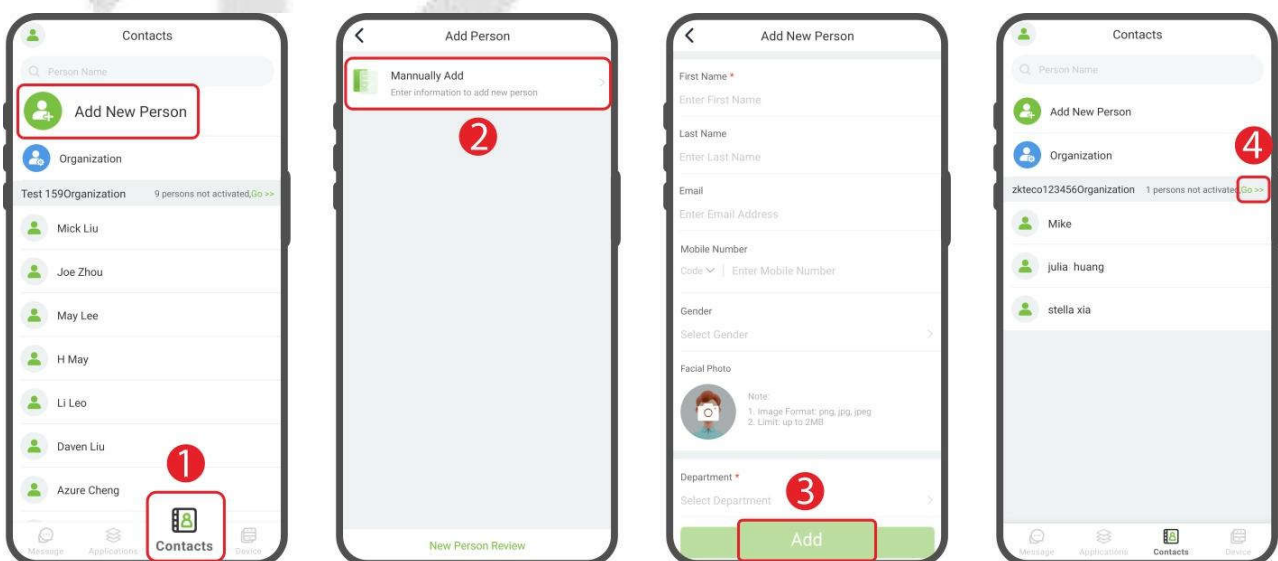 Contacts
Person Name
Add New Person
Organization
Test 159Organization 9 persons not activated,Go >>
Mick Liu
Joe Zhou
May Lee
H May
Li Leo
Daven Liu
1
Azure Cheng
Message Applications Contacts Device
Add Person
Mannually Add
Enter information to add new person
2
New Person Review
Add New Person
First Name *
Enter First Name
Last Name
Enter Last Name
Email
Enter Email Address
Mobile Number
Code Enter Mobile Number
Gender
Select Gender
Facial Photo
Note:
1. Image Format: png, jpg, jpeg
2. Limit: up to 2MB
Department *
Select Department
3
Add
Contacts
Person Name
Add New Person
4
Organization
zkteco123456Organization 1 persons not activated,Go >>
Mike
julia huang
stella xia
Message Applications Contacts Device